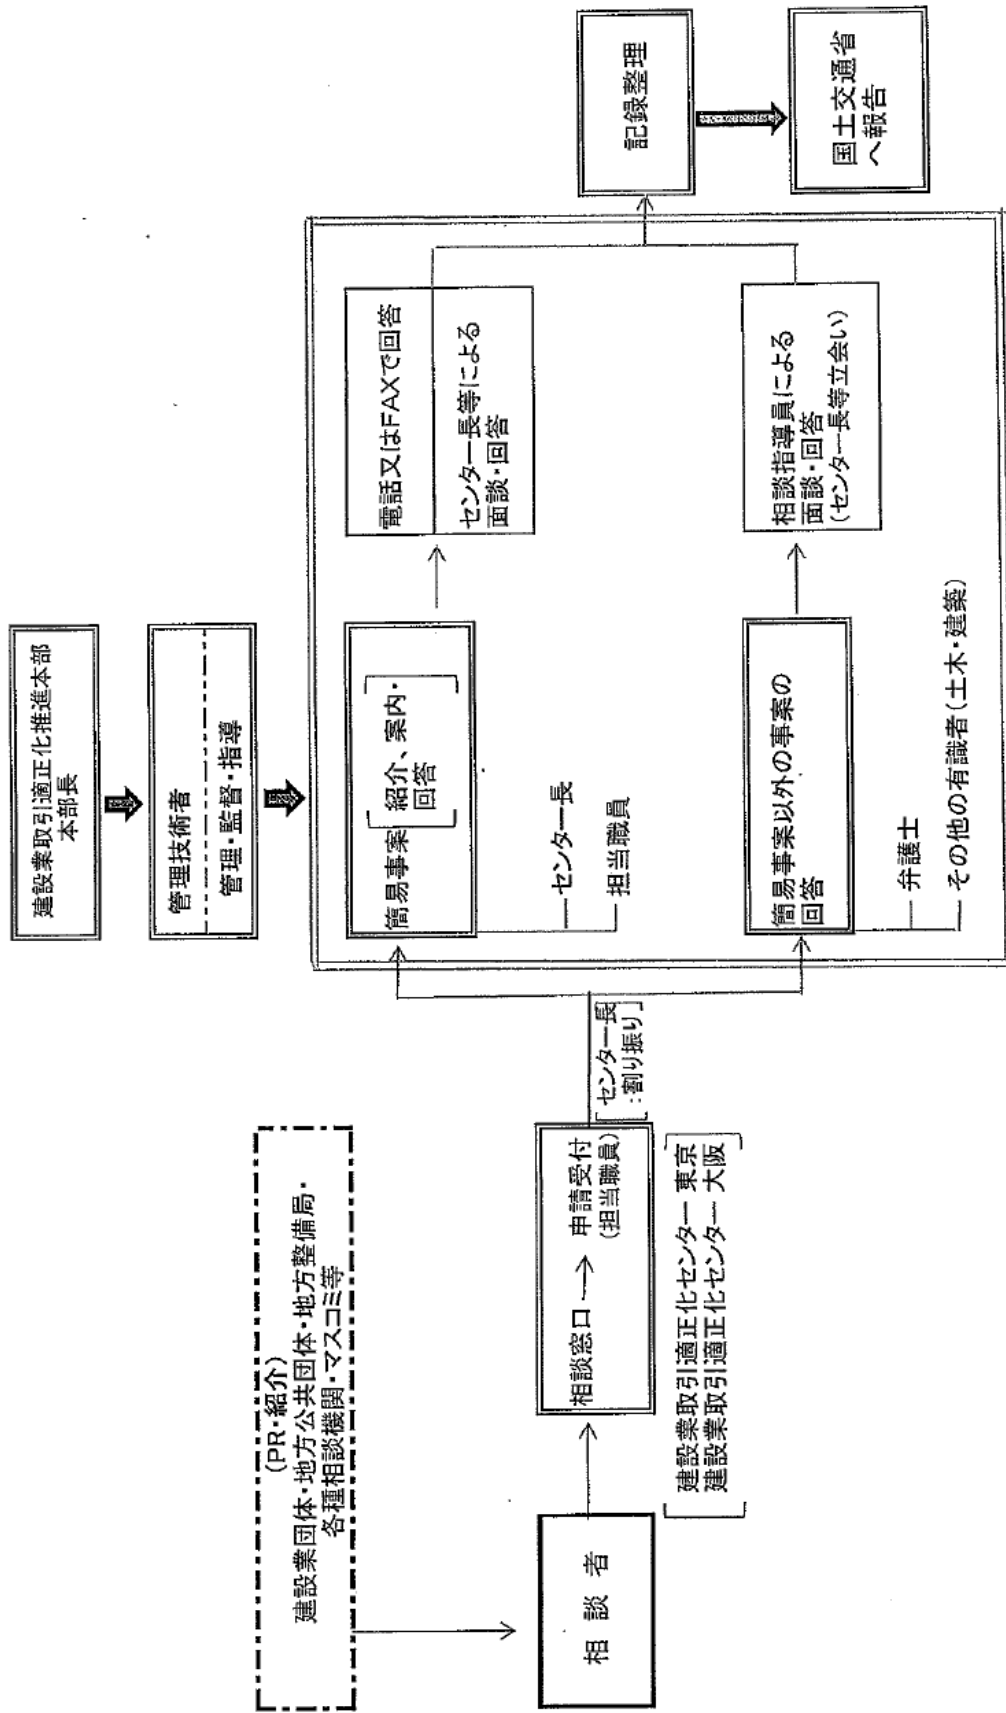 建設業取引適正化推進本部
本部長
管理技術者
管理・監督・指導
(PR・紹介)
建設業団体・地方公共団体・地方整備局・
各種相談機関・マスコミ等
相談者
相談窓口 → 申請受付
(担当職員)
建設業取引適正化センター 東京
建設業取引適正化センター 大阪
センター長
:割り振り
簡易事案
紹介、案内・
回答
センター長
担当職員
電話又はFAXで回答
センター長等による
面談・回答
簡易事案以外の事案の
回答
弁護士
その他の有識者(土木・建築)
相談指導員による
面談・回答
(センター長等立会い)
記録整理
国土交通省
へ報告